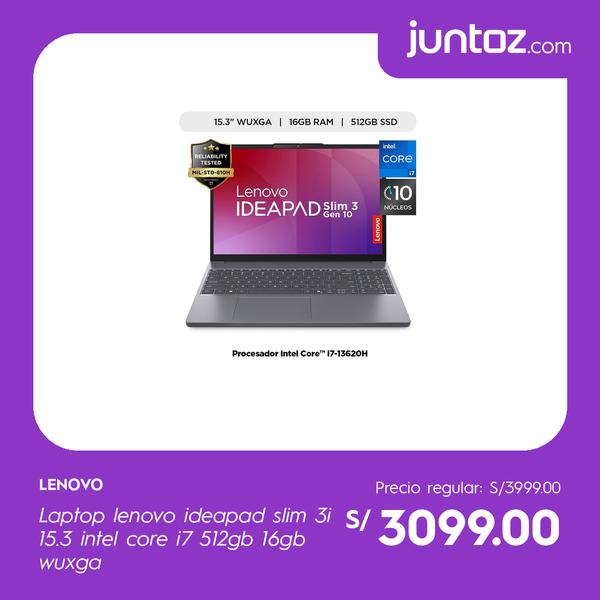 juntoz.com
15.3" WUXGA | 16GB RAM | 512GB SSD
RELIABILITY
TESTED
MIL-STD-810H
intel
CORE
i7
10
NÚCLEOS
Lenovo
IDEAPAD Slim 3
Gen 10
Lenovo
Procesador Intel Core™ i7-13620H
LENOVO
Laptop lenovo ideapad slim 3i
15.3 intel core i7 512gb 16gb
wuxga
Precio regular: S/3999.00
S/ 3099.00